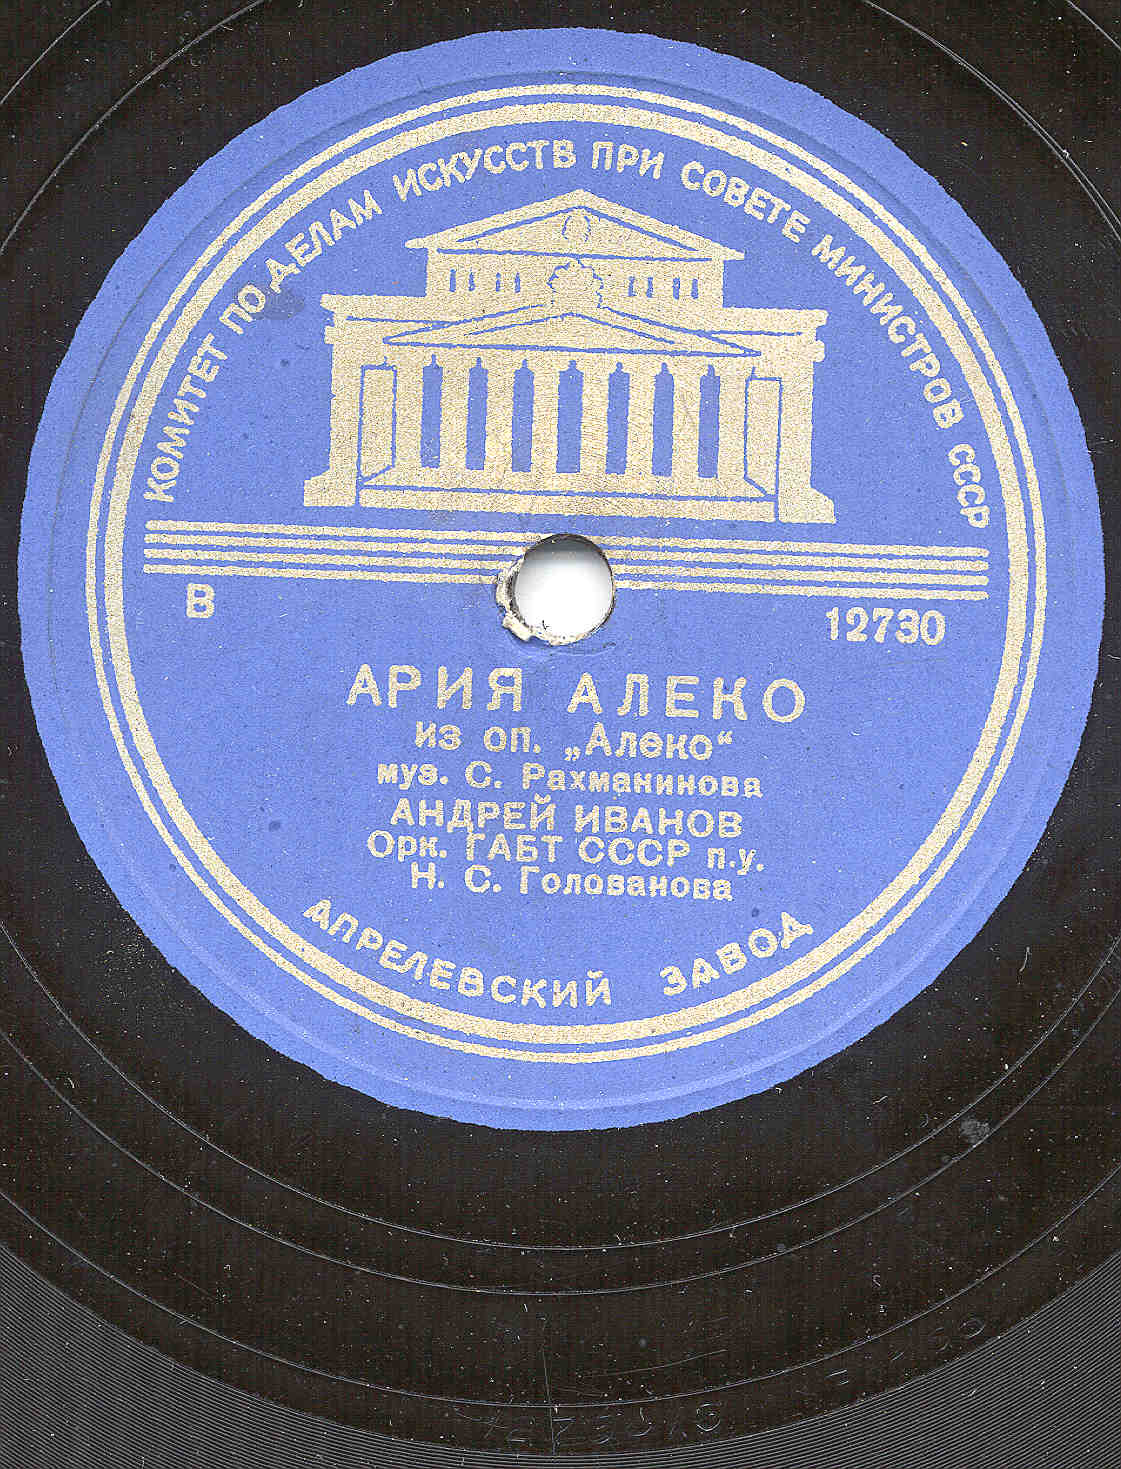 КОМИТЕТ ПО ДЕЛАМ ИСКУССТВ ПРИ СОВЕТЕ МИНИСТРОВ СССР
В
12730
АРИЯ АЛЕКО
из оп. „Алеко“
муз. С. Рахманинова
АНДРЕЙ ИВАНОВ
Орк. ГАБТ СССР п.у.
Н. С. Голованова
АПРЕЛЕВСКИЙ ЗАВОД